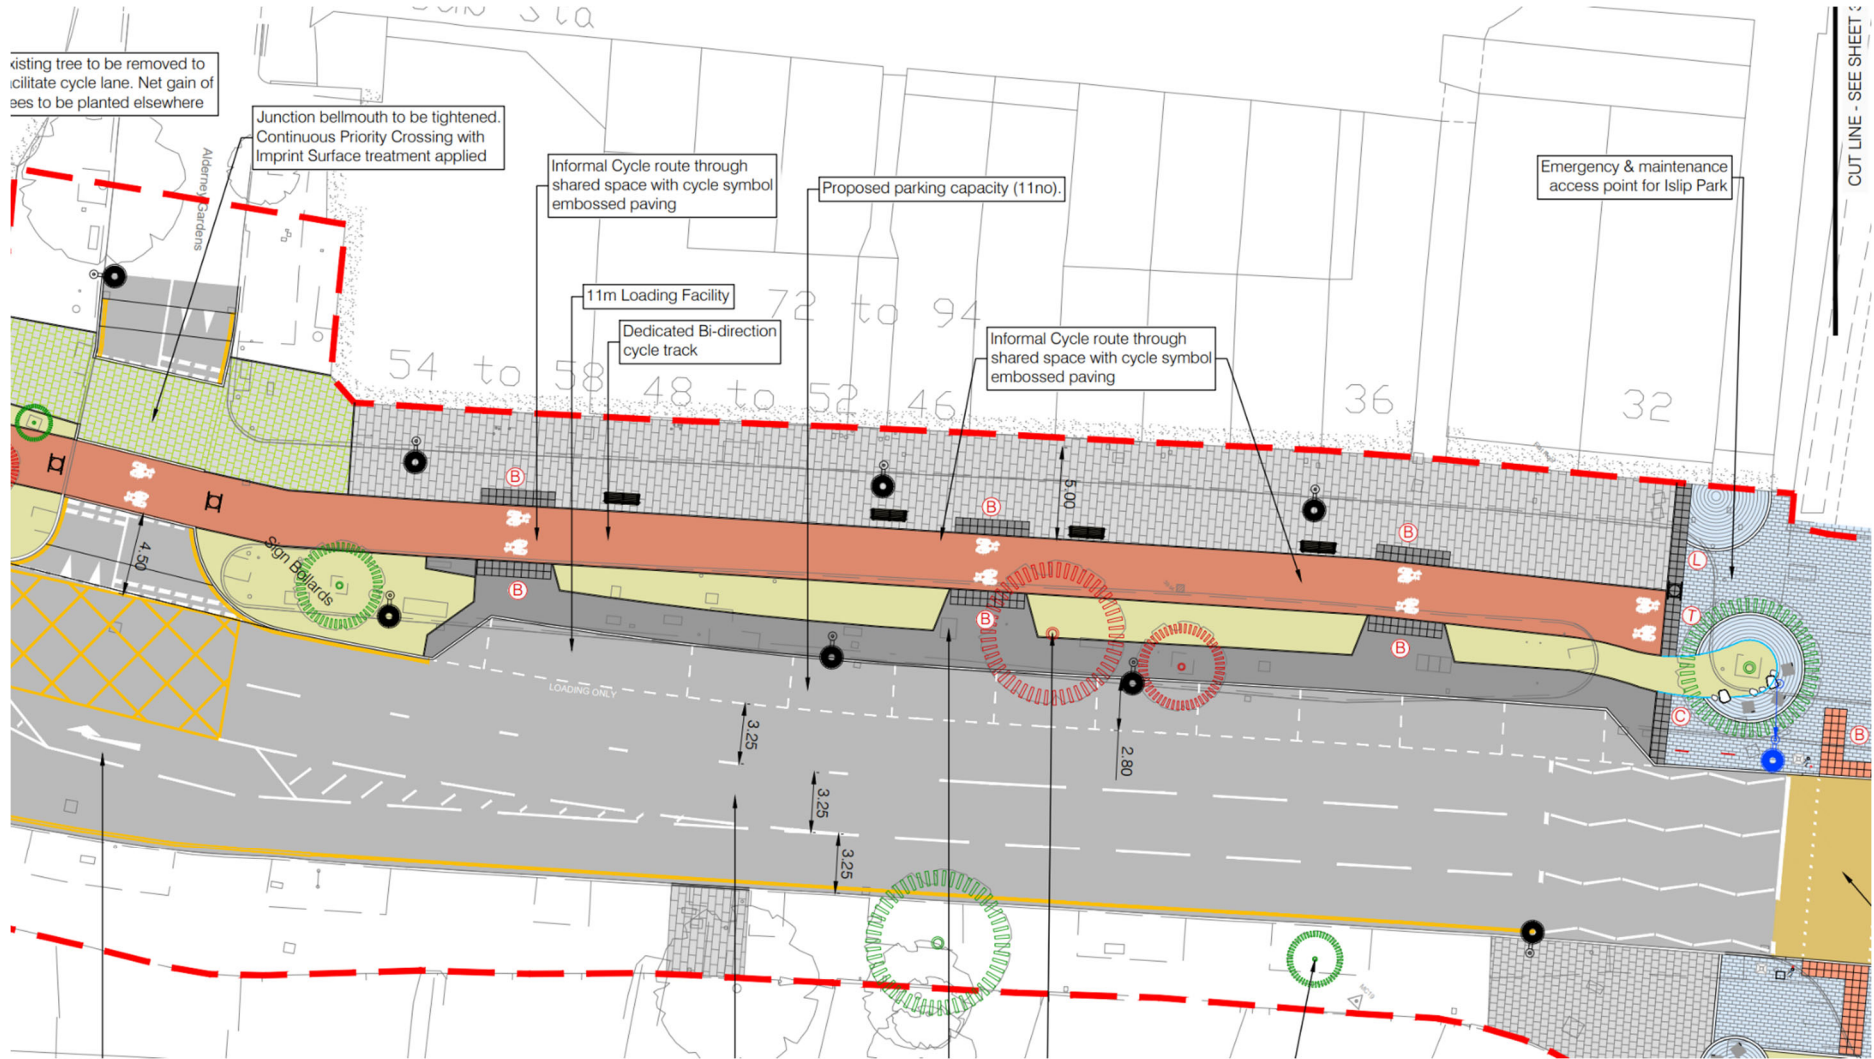 xisting tree to be removed to
cilitate cycle lane. Net gain of
ees to be planted elsewhere
Junction bellmouth to be tightened.
Continuous Priority Crossing with
Imprint Surface treatment applied
Alderney Gardens
Informal Cycle route through
shared space with cycle symbol
embossed paving
Proposed parking capacity (11no).
Emergency & maintenance
access point for Islip Park
CUT LINE - SEE SHEET
11m Loading Facility
Dedicated Bi-direction
cycle track
72 to 94
Informal Cycle route through
shared space with cycle symbol
embossed paving
54 to 58
48 to 52
46
36
32
B
B
B
5.00
L
T
C
B
B
B
B
4.50
Sign Bollards
LOADING ONLY
3.25
3.25
3.25
2.80